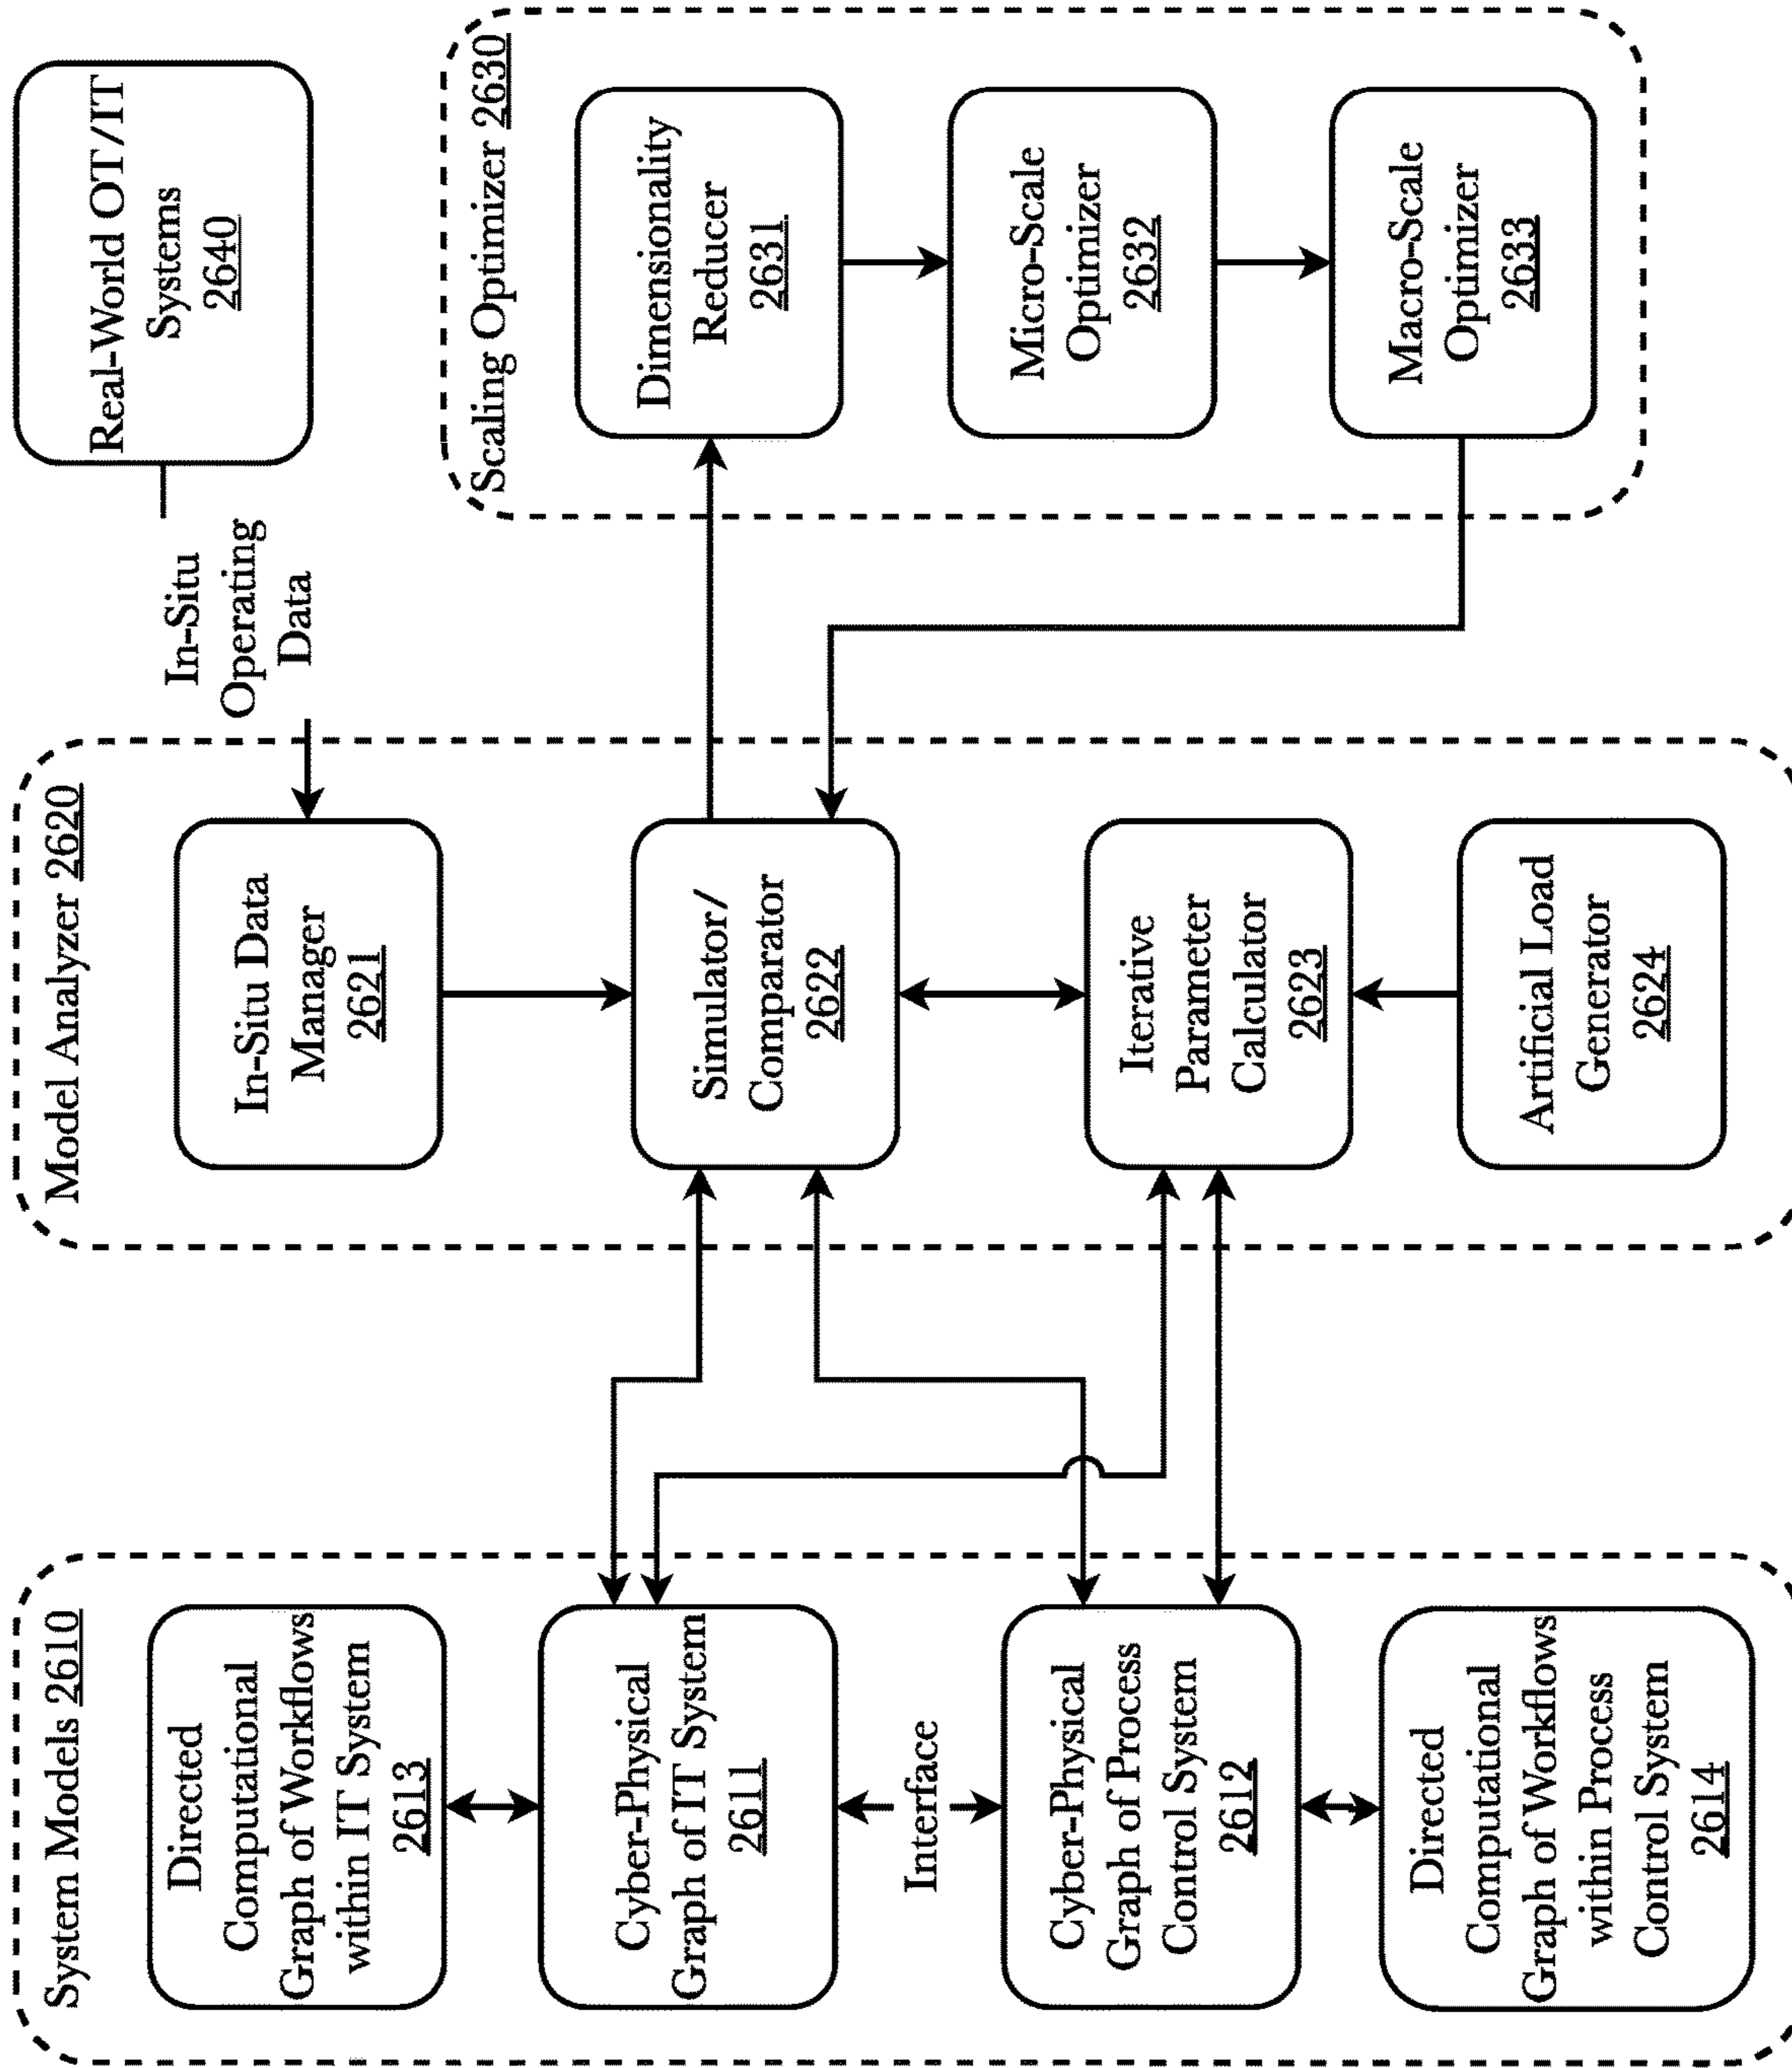 System Models 2610
Directed
Computational
Graph of Workflows
within IT System
2613
Cyber-Physical
Graph of IT System
2611
Interface
Cyber-Physical
Graph of Process
Control System
2612
Directed
Computational
Graph of Workflows
within Process
Control System
2614
Model Analyzer 2620
In-Situ Data
Manager
2621
Simulator/
Comparator
2622
Iterative
Parameter
Calculator
2623
Artificial Load
Generator
2624
In-Situ
Operating
Data
Real-World OT/IT
Systems
2640
Scaling Optimizer 2630
Dimensionality
Reducer
2631
Micro-Scale
Optimizer
2632
Macro-Scale
Optimizer
2633